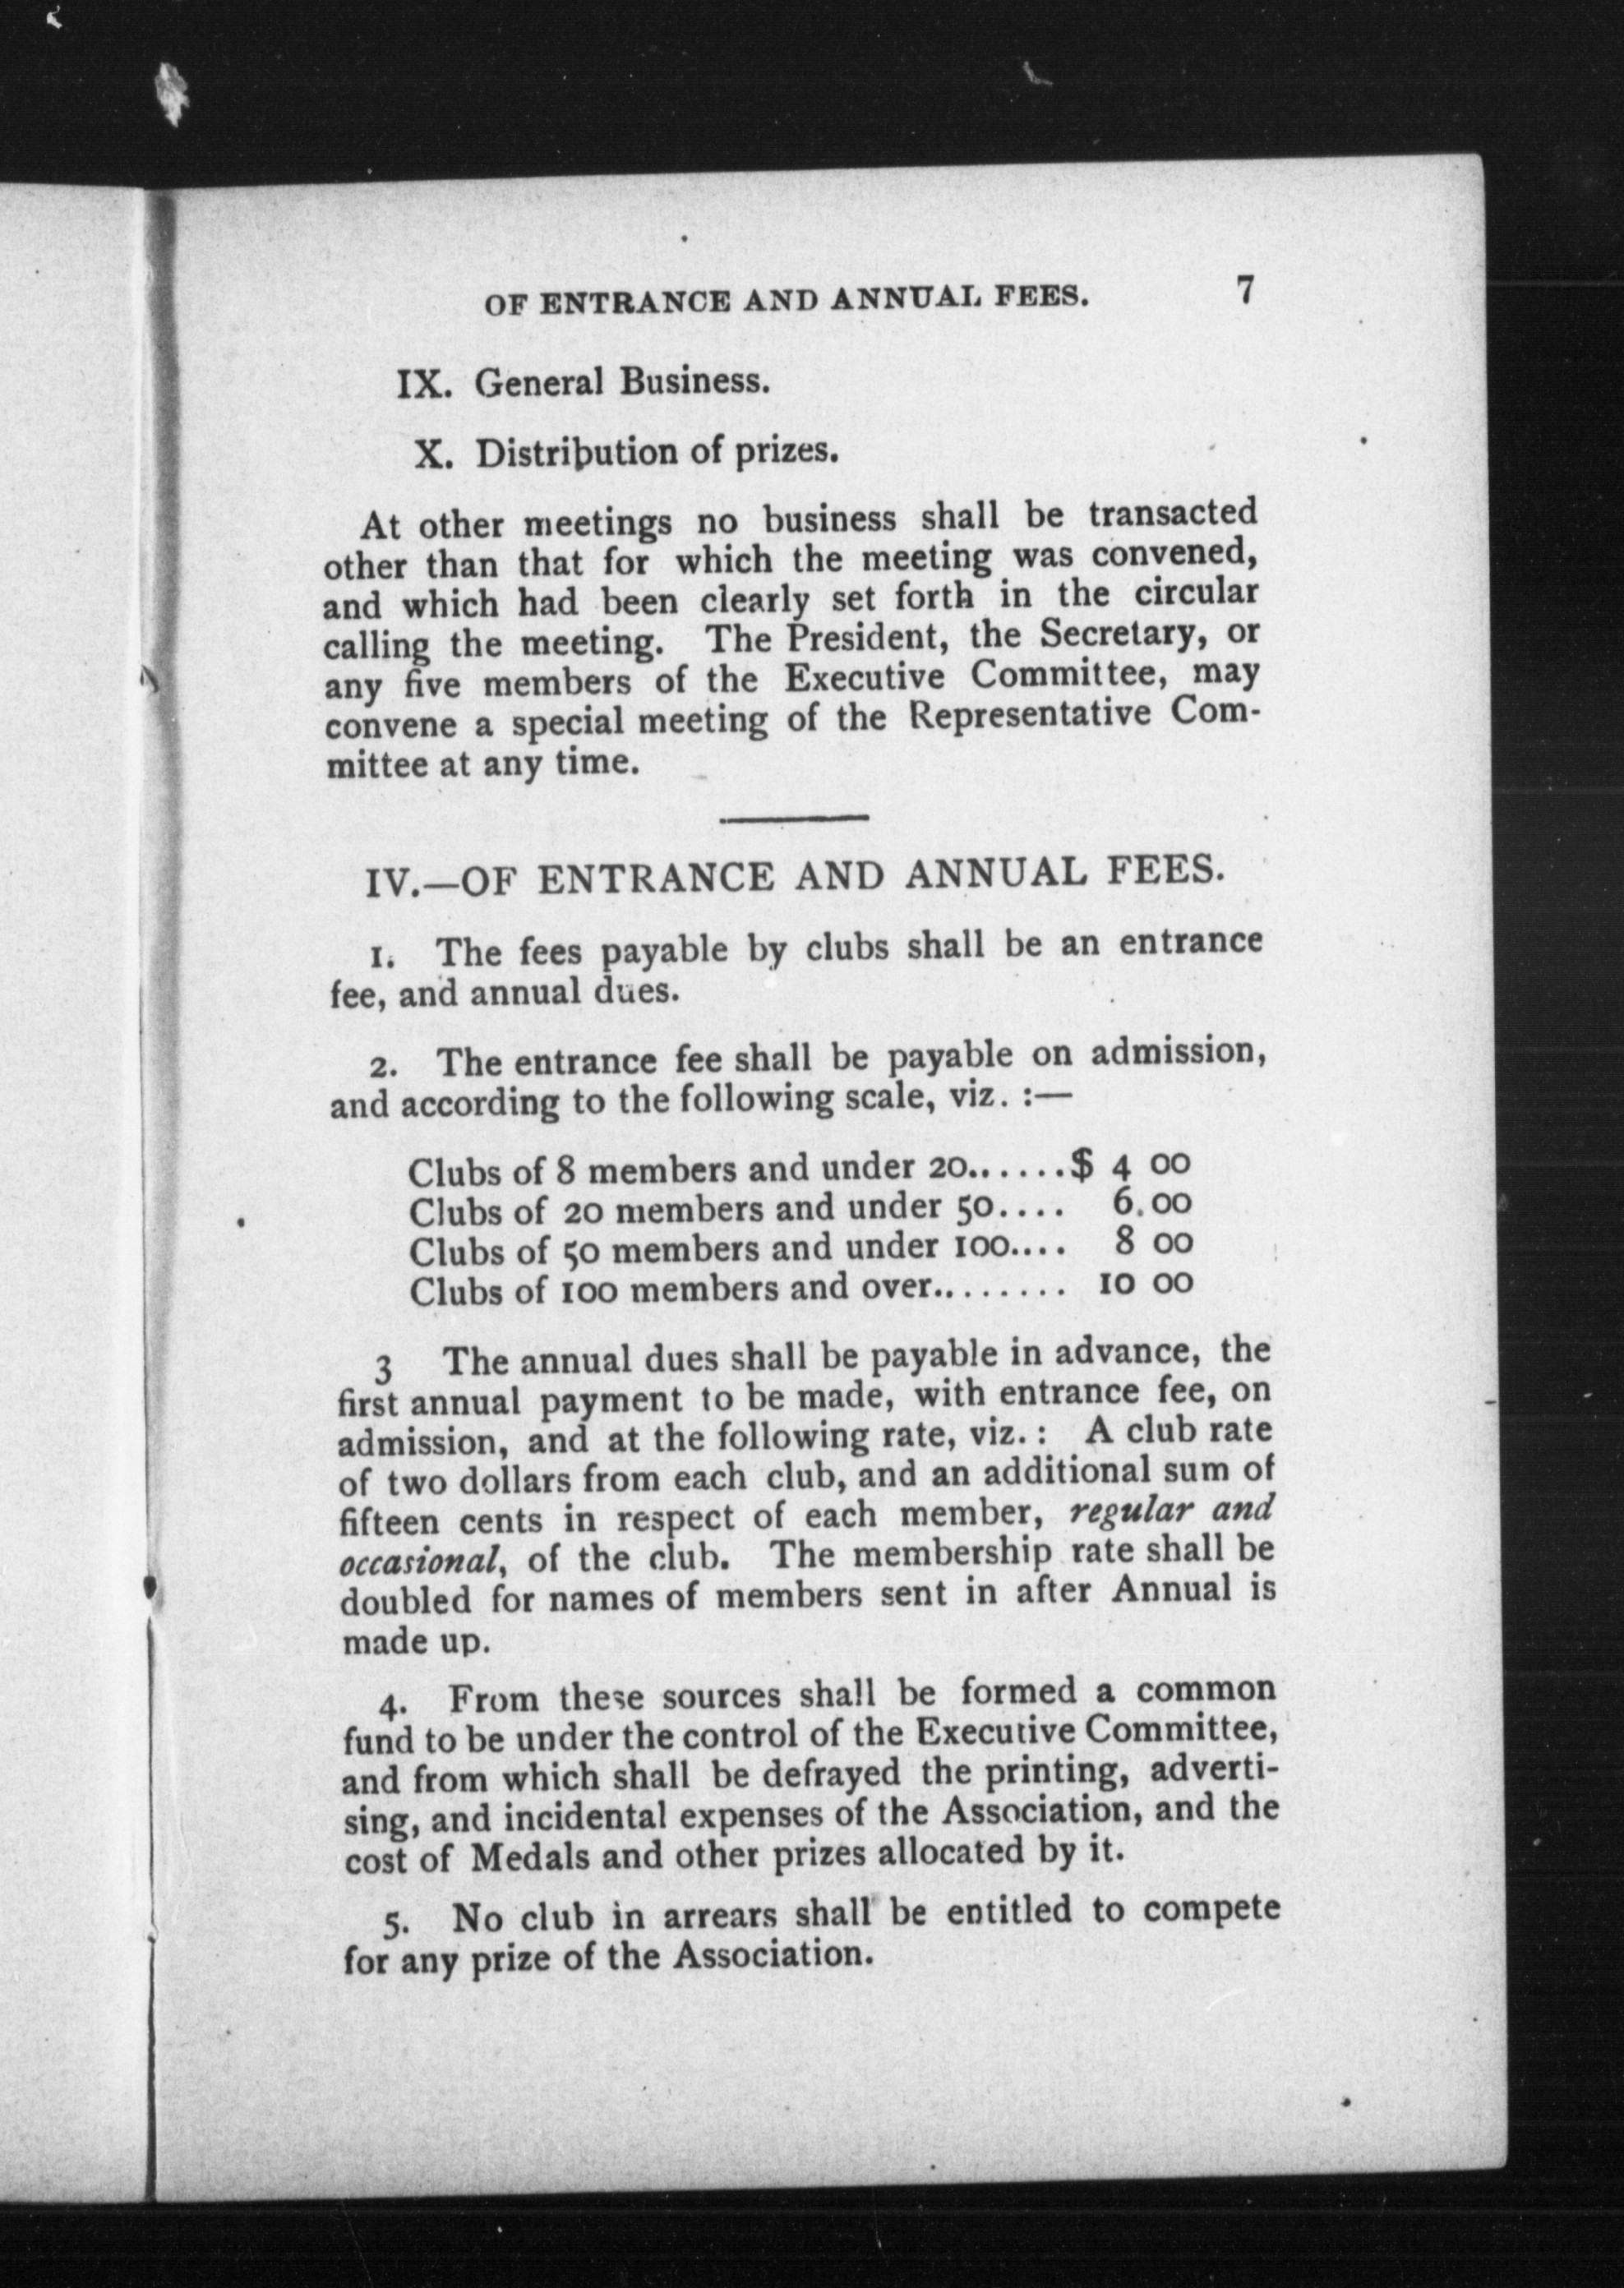 OF ENTRANCE AND ANNUAL FEES. 7
IX. General Business.
X. Distribution of prizes.
At other meetings no business shall be transacted
other than that for which the meeting was convened,
and which had been clearly set forth in the circular
calling the meeting. The President, the Secretary, or
any five members of the Executive Committee, may
convene a special meeting of the Representative Com-
mittee at any time.
IV.—OF ENTRANCE AND ANNUAL FEES.
1. The fees payable by clubs shall be an entrance
fee, and annual dues.
2. The entrance fee shall be payable on admission,
and according to the following scale, viz. :—
Clubs of 8 members and under 20......$ 4 00
Clubs of 20 members and under 50.... 6.00
Clubs of 50 members and under 100.... 8 00
Clubs of 100 members and over......... 10 00
3 The annual dues shall be payable in advance, the
first annual payment to be made, with entrance fee, on
admission, and at the following rate, viz. : A club rate
of two dollars from each club, and an additional sum of
fifteen cents in respect of each member, regular and
occasional, of the club. The membership rate shall be
doubled for names of members sent in after Annual is
made up.
4. From these sources shall be formed a common
fund to be under the control of the Executive Committee,
and from which shall be defrayed the printing, adverti-
sing, and incidental expenses of the Association, and the
cost of Medals and other prizes allocated by it.
5. No club in arrears shall be entitled to compete
for any prize of the Association.